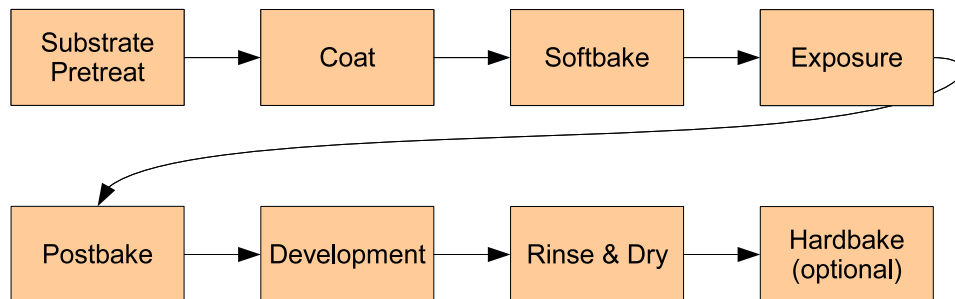 Substrate
Pretreat
Coat
Softbake
Exposure
Postbake
Development
Rinse & Dry
Hardbake
(optional)